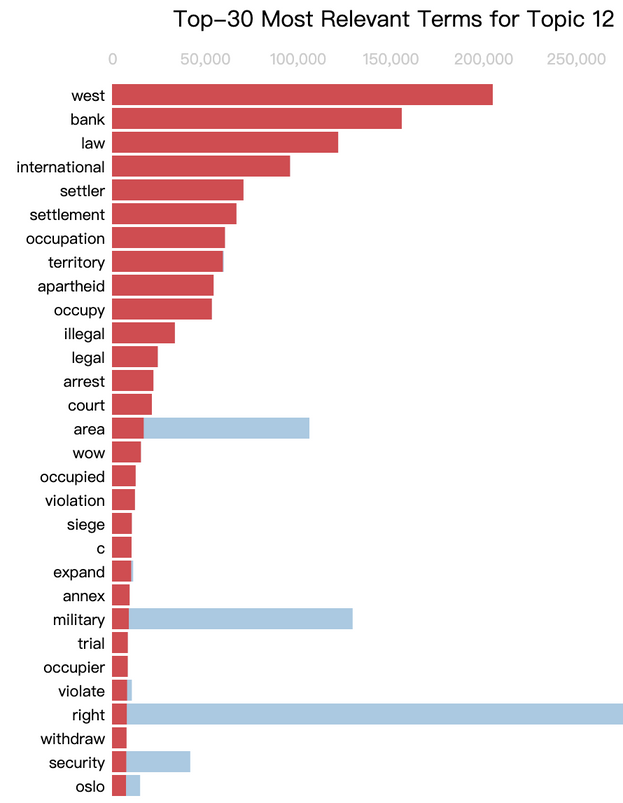 Top-30 Most Relevant Terms for Topic 12
0 50,000 100,000 150,000 200,000 250,000
west
bank
law
international
settler
settlement
occupation
territory
apartheid
occupy
illegal
legal
arrest
court
area
wow
occupied
violation
siege
c
expand
annex
military
trial
occupier
violate
right
withdraw
security
oslo